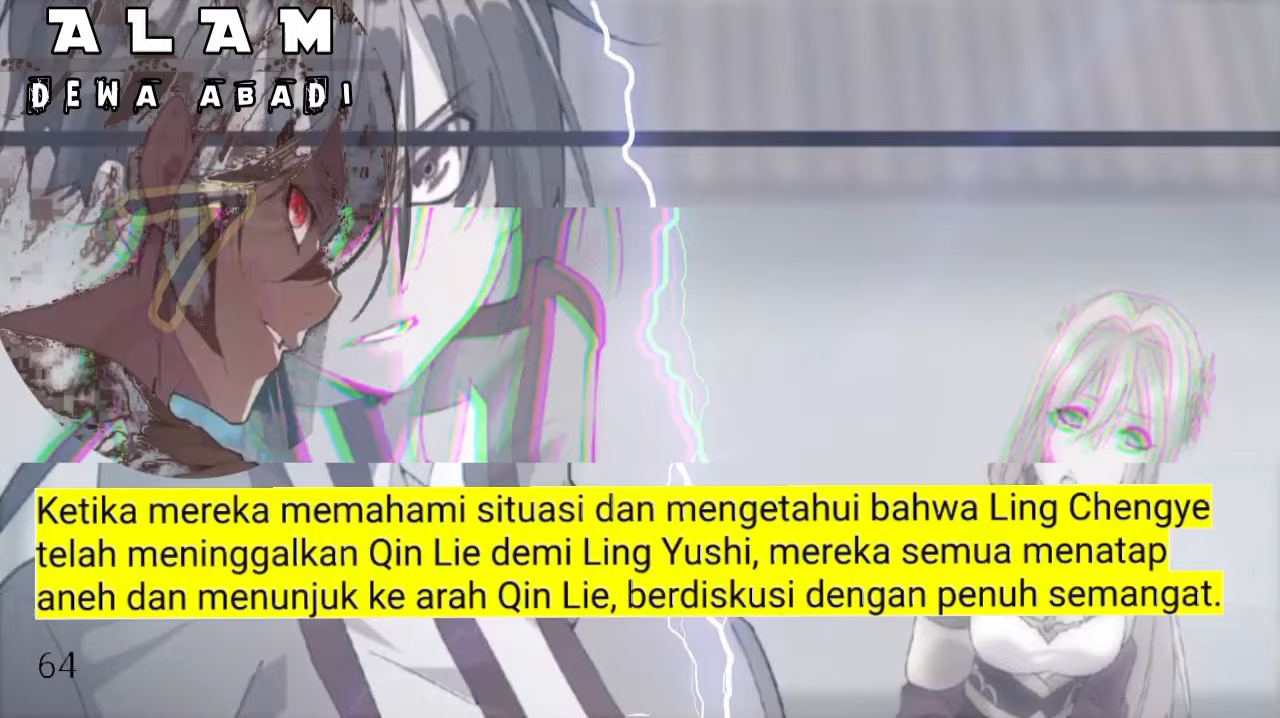 ALAM
DEWA ABADI
Ketika mereka memahami situasi dan mengetahui bahwa Ling Chengye
telah meninggalkan Qin Lie demi Ling Yushi, mereka semua menatap
aneh dan menunjuk ke arah Qin Lie, berdiskusi dengan penuh semangat.
64